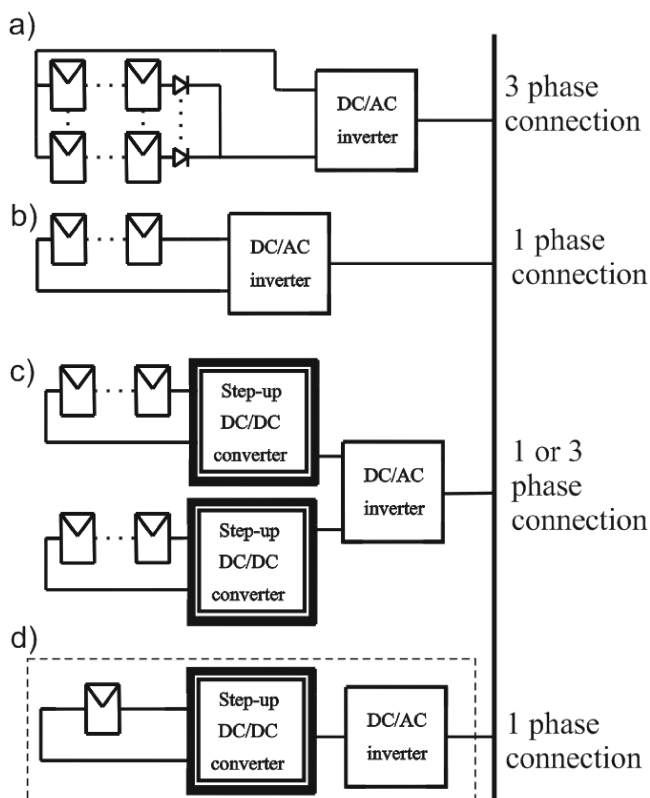 a)
DC/AC
inverter
3 phase
connection
b)
DC/AC
inverter
1 phase
connection
c)
Step-up
DC/DC
converter
Step-up
DC/DC
converter
DC/AC
inverter
1 or 3
phase
connection
d)
Step-up
DC/DC
converter
DC/AC
inverter
1 phase
connection